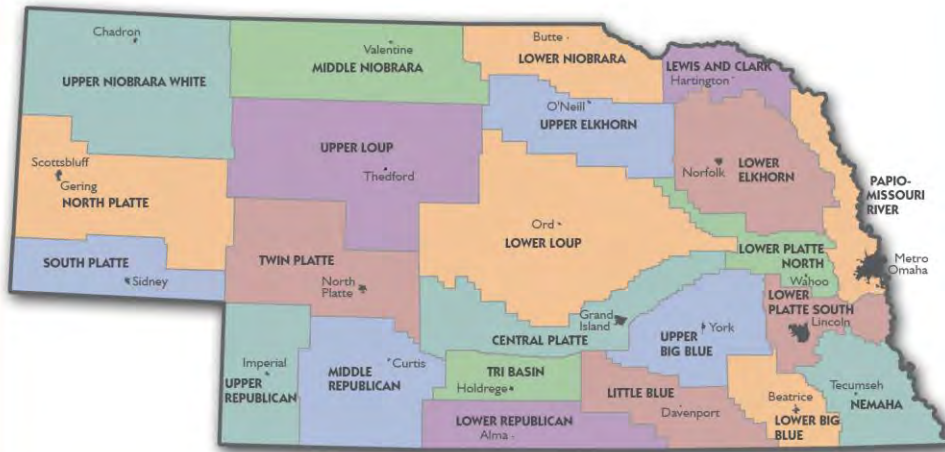 Chadron
UPPER NIOBRARA WHITE
Valentine
MIDDLE NIOBRARA
Butte
LOWER NIOBRARA
LEWIS AND CLARK
Hartington
O'Neill
UPPER ELKHORN
UPPER LOUP
Thedford
Scottsbluff
Gering
NORTH PLATTE
Norfolk
LOWER
ELKHORN
PAPIO-
MISSOURI
RIVER
Ord
LOWER LOUP
LOWER PLATTE
NORTH
Wahoo
Metro
Omaha
SOUTH PLATTE
Sidney
TWIN PLATTE
North
Platte
Grand
Island
CENTRAL PLATTE
UPPER
BIG BLUE
York
LOWER
PLATTE SOUTH
Lincoln
Imperial
UPPER
REPUBLICAN
MIDDLE
REPUBLICAN
Curtis
TRI BASIN
Holdrege
LITTLE BLUE
Davenport
LOWER REPUBLICAN
Alma
Beatrice
LOWER BIG
BLUE
Tecumseh
NEMAHA